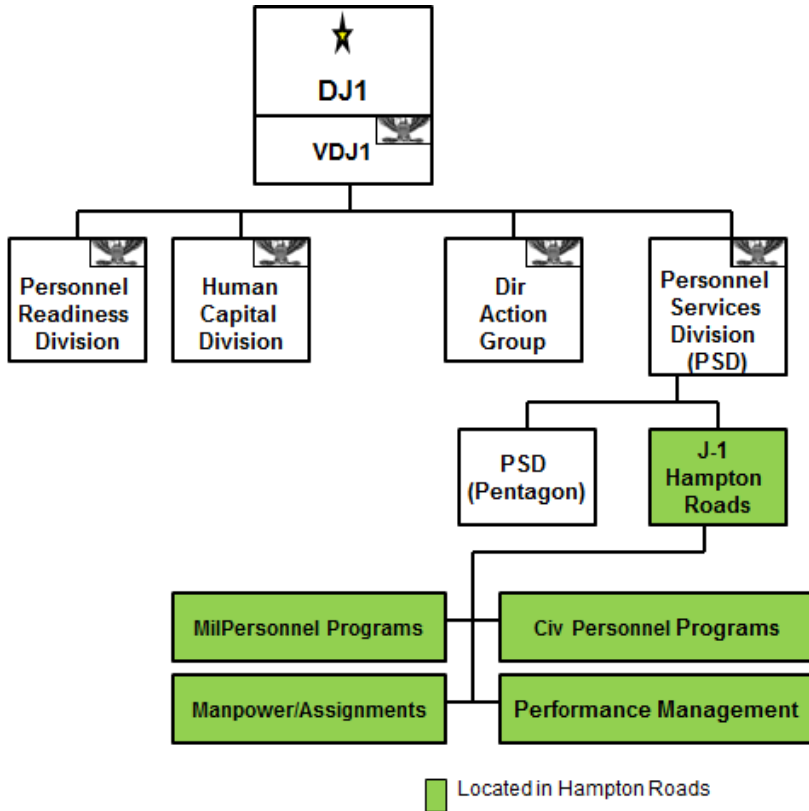 DJ1
VDJ1
Personnel
Readiness
Division
Human
Capital
Division
Dir
Action
Group
Personnel
Services
Division
(PSD)
PSD
(Pentagon)
J-1
Hampton
Roads
MilPersonnel Programs
Civ Personnel Programs
Manpower/Assignments
Performance Management
Located in Hampton Roads